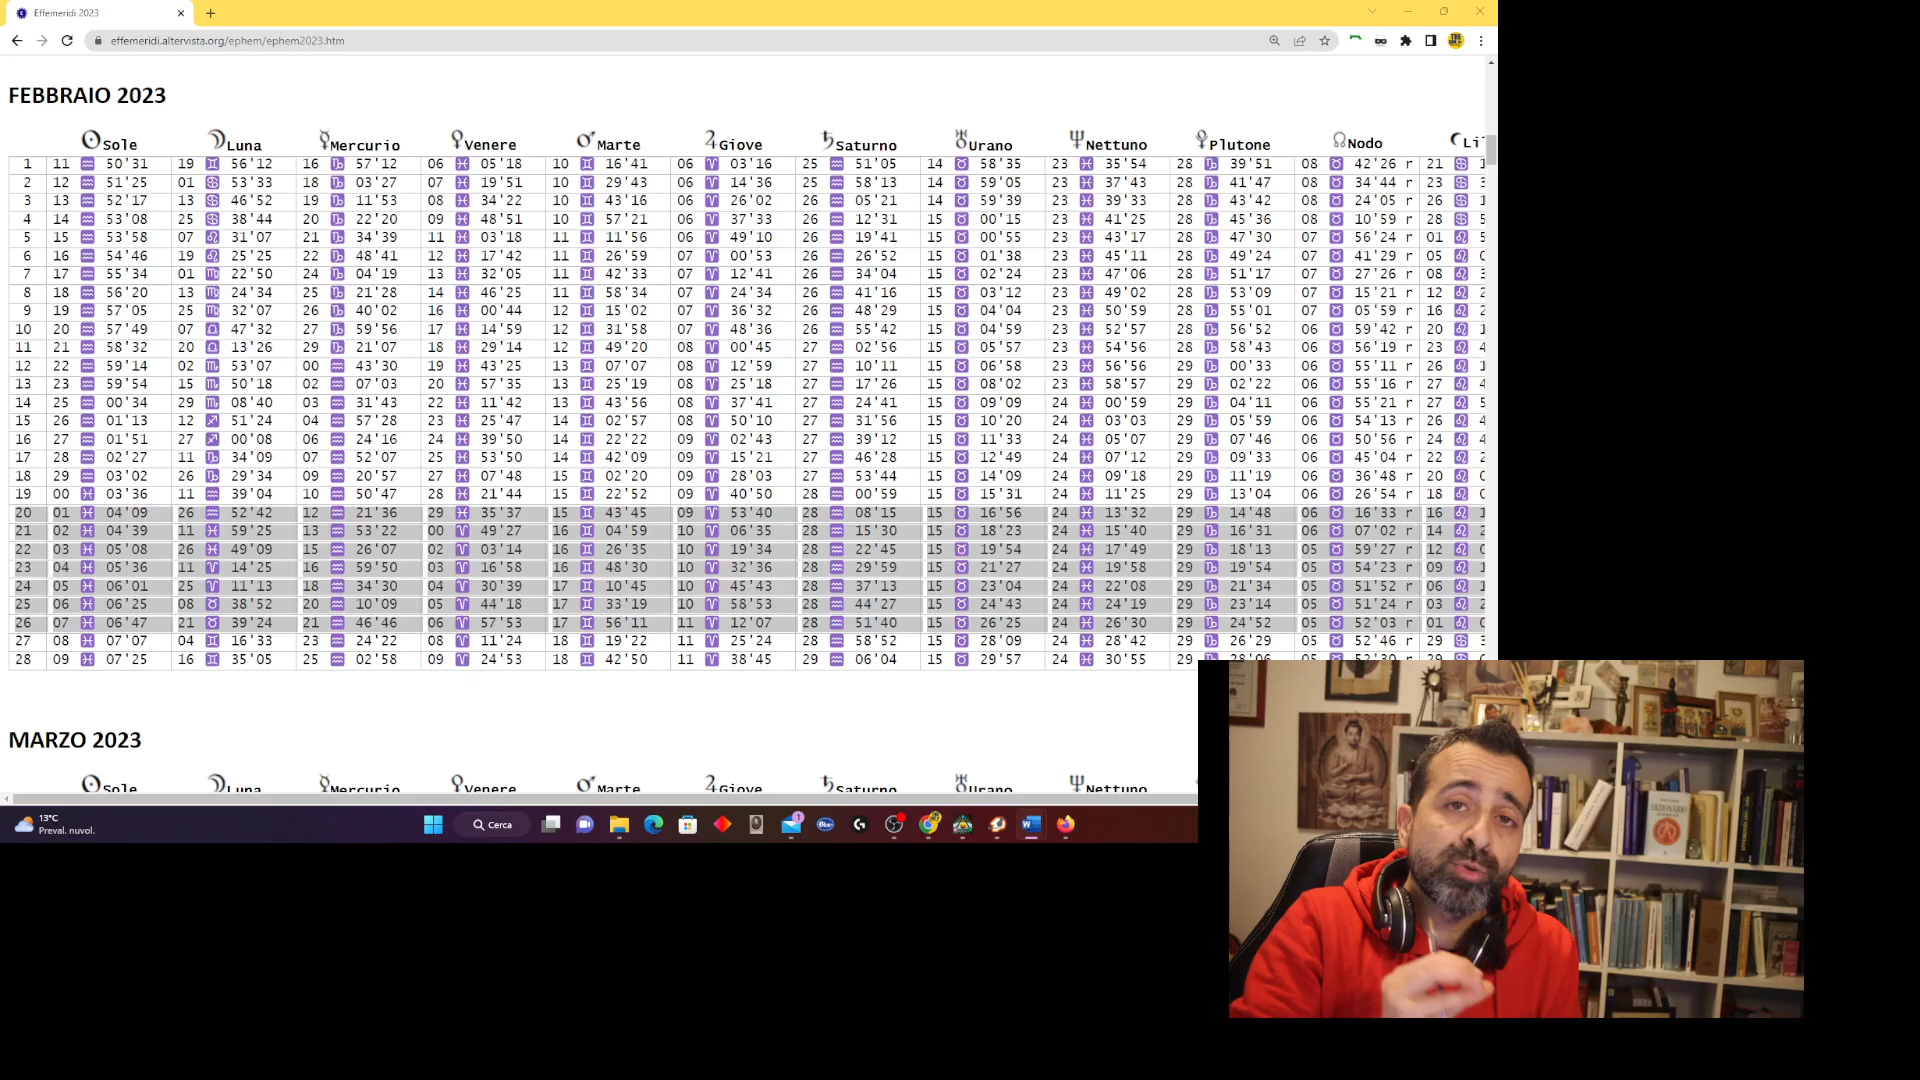 Effemeridi 2023
effemeridi.altervista.org/ephem/ephem2023.htm
FEBBRAIO 2023
☉Sole ☽Luna ☿Mercurio ♀Venere ♂Marte ♃Giove ♄Saturno ♅Urano ♆Nettuno Plutone ☊Nodo Li
1 11 ♒ 50'31 19 ♊ 56'12 16 ♑ 57'12 06 ♓ 05'18 10 ♊ 16'41 06 ♈ 03'16 25 ♒ 51'05 14 ♉ 58'35 23 ♓ 35'54 28 ♑ 39'51 08 ♉ 42'26 r 21 ♋ 1
2 12 ♒ 51'25 01 ♋ 53'33 18 ♑ 03'27 07 ♓ 19'51 10 ♊ 29'43 06 ♈ 14'36 25 ♒ 58'13 14 ♉ 59'05 23 ♓ 37'43 28 ♑ 41'47 08 ♉ 34'44 r 23 ♋ 3
3 13 ♒ 52'17 13 ♋ 46'52 19 ♑ 11'53 08 ♓ 34'22 10 ♊ 43'16 06 ♈ 26'02 26 ♒ 05'21 14 ♉ 59'39 23 ♓ 39'33 28 ♑ 43'42 08 ♉ 24'05 r 26 ♋ 1
4 14 ♒ 53'08 25 ♋ 38'44 20 ♑ 22'20 09 ♓ 48'51 10 ♊ 57'21 06 ♈ 37'33 26 ♒ 12'31 15 ♉ 00'15 23 ♓ 41'25 28 ♑ 45'36 08 ♉ 10'59 r 28 ♋ 5
5 15 ♒ 53'58 07 ♌ 31'07 21 ♑ 34'39 11 ♓ 03'18 11 ♊ 11'56 06 ♈ 49'10 26 ♒ 19'41 15 ♉ 00'55 23 ♓ 43'17 28 ♑ 47'30 07 ♉ 56'24 r 01 ♌ 5
6 16 ♒ 54'46 19 ♌ 25'25 22 ♑ 48'41 12 ♓ 17'42 11 ♊ 26'59 07 ♈ 00'53 26 ♒ 26'52 15 ♉ 01'38 23 ♓ 45'11 28 ♑ 49'24 07 ♉ 41'29 r 05 ♌ 0
7 17 ♒ 55'34 01 ♍ 22'50 24 ♑ 04'19 13 ♓ 32'05 11 ♊ 42'33 07 ♈ 12'41 26 ♒ 34'04 15 ♉ 02'24 23 ♓ 47'06 28 ♑ 51'17 07 ♉ 27'26 r 08 ♌ 3
8 18 ♒ 56'20 13 ♍ 24'34 25 ♑ 21'28 14 ♓ 46'25 11 ♊ 58'34 07 ♈ 24'34 26 ♒ 41'16 15 ♉ 03'12 23 ♓ 49'02 28 ♑ 53'09 07 ♉ 15'21 r 12 ♌ 2
9 19 ♒ 57'05 25 ♍ 32'07 26 ♑ 40'02 16 ♓ 00'44 12 ♊ 15'02 07 ♈ 36'32 26 ♒ 48'29 15 ♉ 04'04 23 ♓ 50'59 28 ♑ 55'01 07 ♉ 05'59 r 16 ♌ 2
10 20 ♒ 57'49 07 ♎ 47'32 27 ♑ 59'56 17 ♓ 14'59 12 ♊ 31'58 07 ♈ 48'36 26 ♒ 55'42 15 ♉ 04'59 23 ♓ 52'57 28 ♑ 56'52 06 ♉ 59'42 r 20 ♌ 1
11 21 ♒ 58'32 20 ♎ 13'26 29 ♑ 21'07 18 ♓ 29'14 12 ♊ 49'20 08 ♈ 00'45 27 ♒ 02'56 15 ♉ 05'57 23 ♓ 54'56 28 ♑ 58'43 06 ♉ 56'19 r 23 ♌ 4
12 22 ♒ 59'14 02 ♏ 53'07 00 ♒ 43'30 19 ♓ 43'25 13 ♊ 07'07 08 ♈ 12'59 27 ♒ 10'11 15 ♉ 06'58 23 ♓ 56'56 29 ♑ 00'33 06 ♉ 55'11 r 26 ♌ 1
13 23 ♒ 59'54 15 ♏ 50'18 02 ♒ 07'03 20 ♓ 57'35 13 ♊ 25'19 08 ♈ 25'18 27 ♒ 17'26 15 ♉ 08'02 23 ♓ 58'57 29 ♑ 02'22 06 ♉ 55'16 r 27 ♌ 4
14 25 ♒ 00'34 29 ♏ 08'40 03 ♒ 31'43 22 ♓ 11'42 13 ♊ 43'56 08 ♈ 37'41 27 ♒ 24'41 15 ♉ 09'09 24 ♓ 00'59 29 ♑ 04'11 06 ♉ 55'21 r 27 ♌ 5
15 26 ♒ 01'13 12 ♐ 51'24 04 ♒ 57'28 23 ♓ 25'47 14 ♊ 02'57 08 ♈ 50'10 27 ♒ 31'56 15 ♉ 10'20 24 ♓ 03'03 29 ♑ 05'59 06 ♉ 54'13 r 26 ♌ 4
16 27 ♒ 01'51 27 ♐ 00'08 06 ♒ 24'16 24 ♓ 39'50 14 ♊ 22'22 09 ♈ 02'43 27 ♒ 39'12 15 ♉ 11'33 24 ♓ 05'07 29 ♑ 07'46 06 ♉ 50'56 r 24 ♌ 4
17 28 ♒ 02'27 11 ♑ 34'09 07 ♒ 52'07 25 ♓ 53'50 14 ♊ 42'09 09 ♈ 15'21 27 ♒ 46'28 15 ♉ 12'49 24 ♓ 07'12 29 ♑ 09'33 06 ♉ 45'04 r 22 ♌ 2
18 29 ♒ 03'02 26 ♑ 29'34 09 ♒ 20'57 27 ♓ 07'48 15 ♊ 02'20 09 ♈ 28'03 27 ♒ 53'44 15 ♉ 14'09 24 ♓ 09'18 29 ♑ 11'19 06 ♉ 36'48 r 20 ♌ 0
19 00 ♓ 03'36 11 ♒ 39'04 10 ♒ 50'47 28 ♓ 21'44 15 ♊ 22'52 09 ♈ 40'50 28 ♒ 00'59 15 ♉ 15'31 24 ♓ 11'25 29 ♑ 13'04 06 ♉ 26'54 r 18 ♌ 0
20 01 ♓ 04'09 26 ♒ 52'42 12 ♒ 21'36 29 ♓ 35'37 15 ♊ 43'45 09 ♈ 53'40 28 ♒ 08'15 15 ♉ 16'56 24 ♓ 13'32 29 ♑ 14'48 06 ♉ 16'33 r 16 ♌ 1
21 02 ♓ 04'39 11 ♓ 59'25 13 ♒ 53'22 00 ♈ 49'27 16 ♊ 04'59 10 ♈ 06'35 28 ♒ 15'30 15 ♉ 18'23 24 ♓ 15'40 29 ♑ 16'31 06 ♉ 07'02 r 14 ♌ 2
22 03 ♓ 05'08 26 ♓ 49'09 15 ♒ 26'07 02 ♈ 03'14 16 ♊ 26'35 10 ♈ 19'34 28 ♒ 22'45 15 ♉ 19'54 24 ♓ 17'49 29 ♑ 18'13 05 ♉ 59'27 r 12 ♌ 0
23 04 ♓ 05'36 11 ♈ 14'25 16 ♒ 59'50 03 ♈ 16'58 16 ♊ 48'30 10 ♈ 32'36 28 ♒ 29'59 15 ♉ 21'27 24 ♓ 19'58 29 ♑ 19'54 05 ♉ 54'23 r 09 ♌ 1
24 05 ♓ 06'01 25 ♈ 11'13 18 ♒ 34'30 04 ♈ 30'39 17 ♊ 10'45 10 ♈ 45'43 28 ♒ 37'13 15 ♉ 23'04 24 ♓ 22'08 29 ♑ 21'34 05 ♉ 51'52 r 06 ♌ 1
25 06 ♓ 06'25 08 ♉ 38'52 20 ♒ 10'09 05 ♈ 44'18 17 ♊ 33'19 10 ♈ 58'53 28 ♒ 44'27 15 ♉ 24'43 24 ♓ 24'19 29 ♑ 23'14 05 ♉ 51'24 r 03 ♌ 2
26 07 ♓ 06'47 21 ♉ 39'24 21 ♒ 46'46 06 ♈ 57'53 17 ♊ 56'11 11 ♈ 12'07 28 ♒ 51'40 15 ♉ 26'25 24 ♓ 26'30 29 ♑ 24'52 05 ♉ 52'03 r 01 ♌ 0
27 08 ♓ 07'07 04 ♊ 16'33 23 ♒ 24'22 08 ♈ 11'24 18 ♊ 19'22 11 ♈ 25'24 28 ♒ 58'52 15 ♉ 28'09 24 ♓ 28'42 29 ♑ 26'29 05 ♉ 52'46 r 29 ♋ 3
28 09 ♓ 07'25 16 ♊ 35'05 25 ♒ 02'58 09 ♈ 24'53 18 ♊ 42'50 11 ♈ 38'45 29 ♒ 06'04 15 ♉ 29'57 24 ♓ 30'55 29 ♑ 28'06 05 ♉ 52'30 r 29 ♋
MARZO 2023
☉Sole ☽Luna ☿Mercurio ♀Venere ♂Marte ♃Giove ♄Saturno ♅Urano ♆Nettuno
13°C
Preval. nuvol.
Cerca
DIZIONARIO